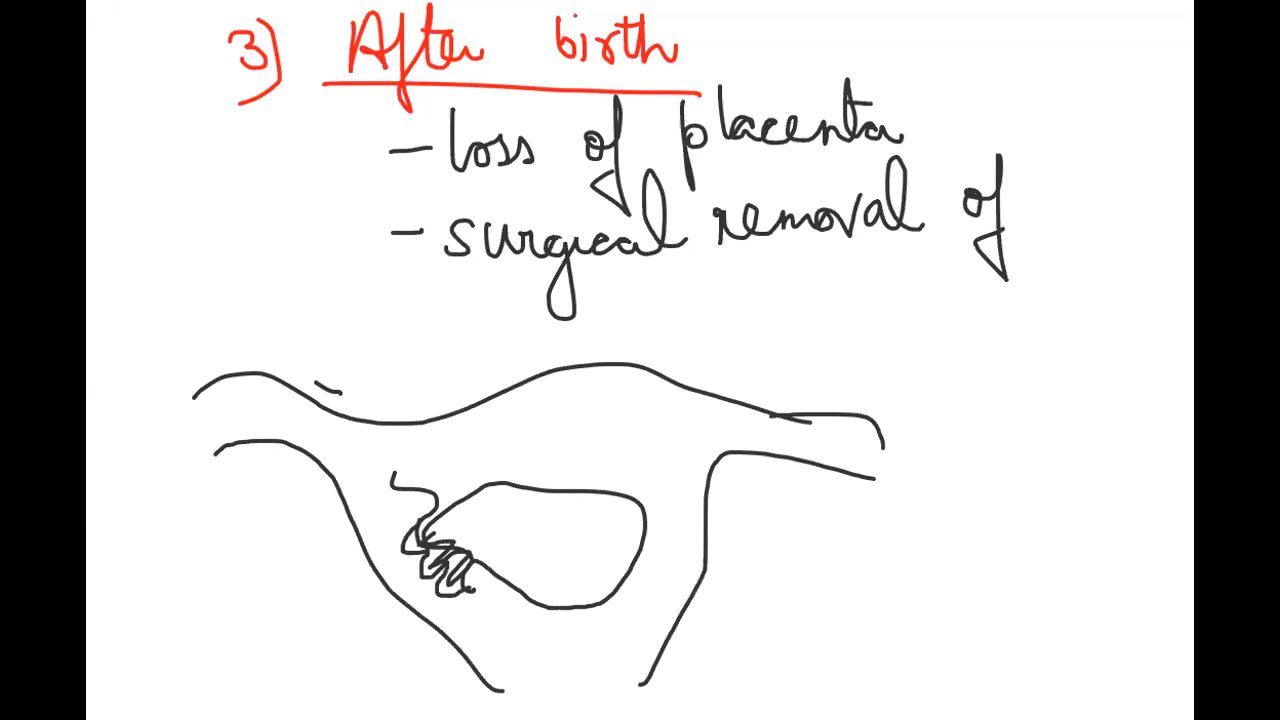 3) After birth
- loss of placenta
- surgical removal of